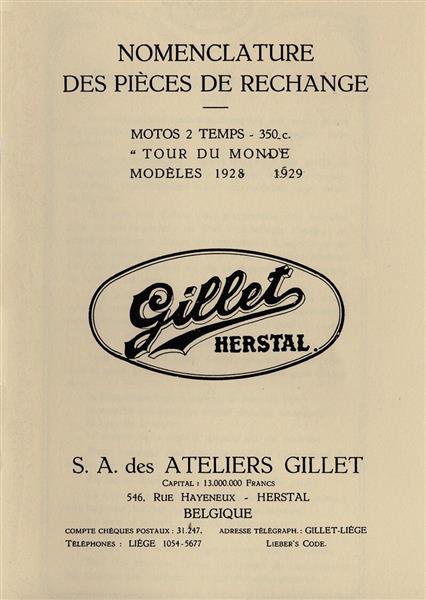 NOMENCLATURE
DES PIÈCES DE RECHANGE
MOTOS 2 TEMPS - 350 c.
“ TOUR DU MONDE
MODÈLES 1928 1929
Gillet
HERSTAL.
S. A. des ATELIERS GILLET
CAPITAL : 13.000.000 FRANCS
546, RUE HAYENEUX - HERSTAL
BELGIQUE
COMPTE CHÈQUES POSTAUX : 31.247. ADRESSE TÉLÉGRAPH. : GILLET-LIÉGE
TÉLÉPHONES : LIÉGE 1054-5677 LIEBER'S CODE.